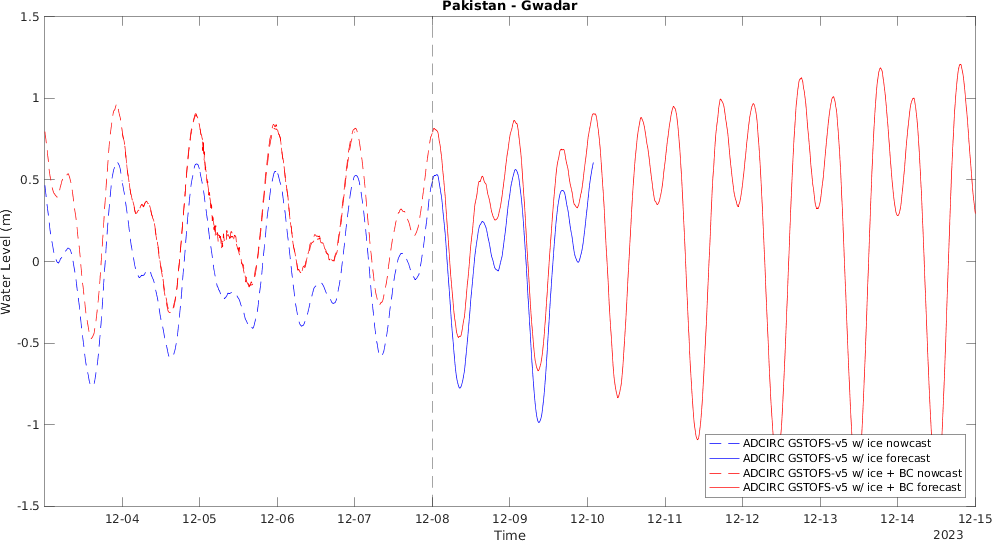 Pakistan - Gwadar
1.5
1
0.5
0
-0.5
-1
-1.5
Water Level (m)
ADCIRC GSTOFS-v5 w/ ice nowcast
ADCIRC GSTOFS-v5 w/ ice forecast
ADCIRC GSTOFS-v5 w/ ice + BC nowcast
ADCIRC GSTOFS-v5 w/ ice + BC forecast
12-04 12-05 12-06 12-07 12-08 12-09 12-10 12-11 12-12 12-13 12-14 12-15
Time
2023